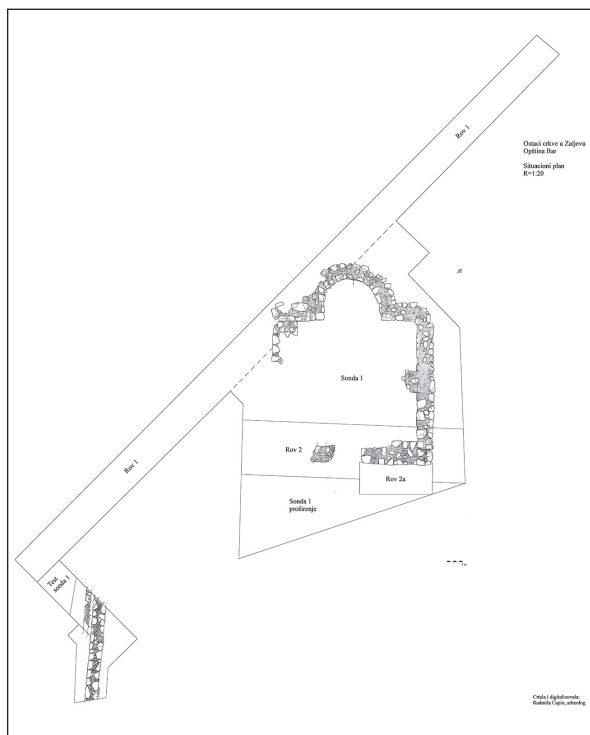 Rov 1
Ostaci crkve u Zaljevu
Opština Bar
Situacioni plan
R=1:20
Sonda 1
Rov 2
Rov 1
Rov 2a
Sonda 1
proširenje
Test
sonda 1
Crtala i digitalizovala:
Radmila Ćapin, arheolog